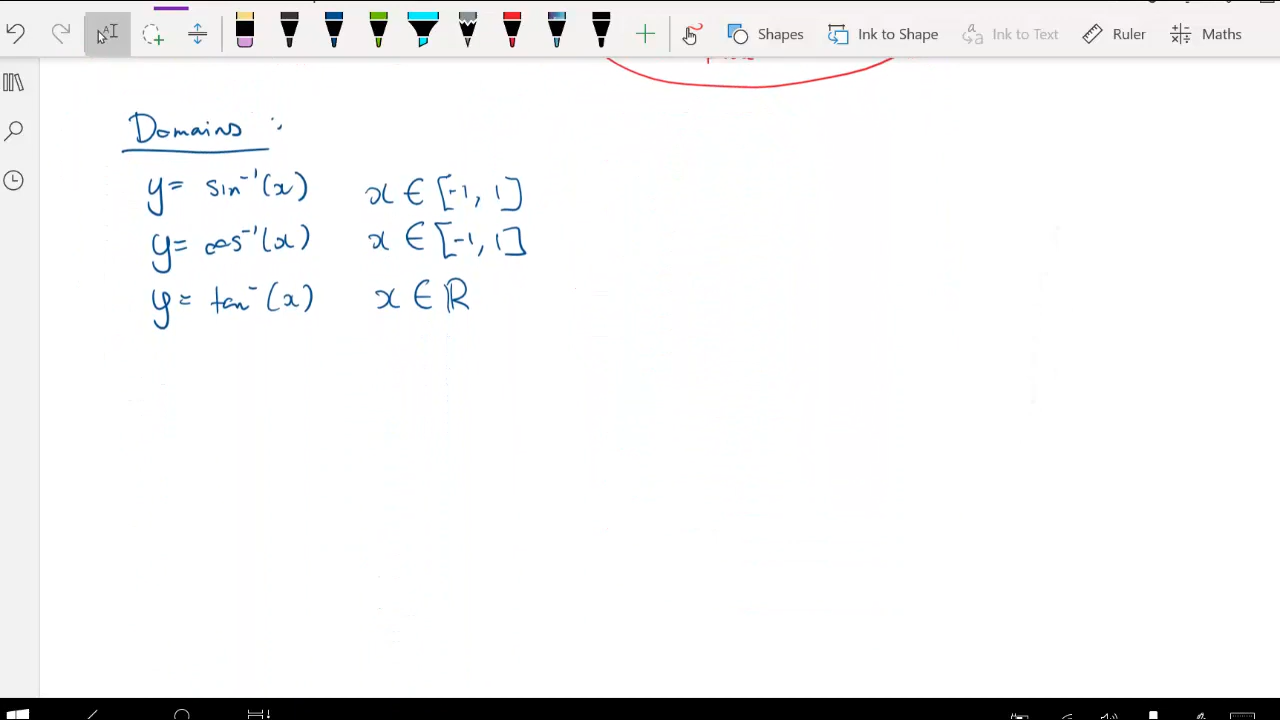 Shapes Ink to Shape Ink to Text Ruler Maths
Domains :
y = sin⁻¹(x) x ∈ [-1, 1]
y = cos⁻¹(x) x ∈ [-1, 1]
y = tan⁻(x) x ∈ ℝ